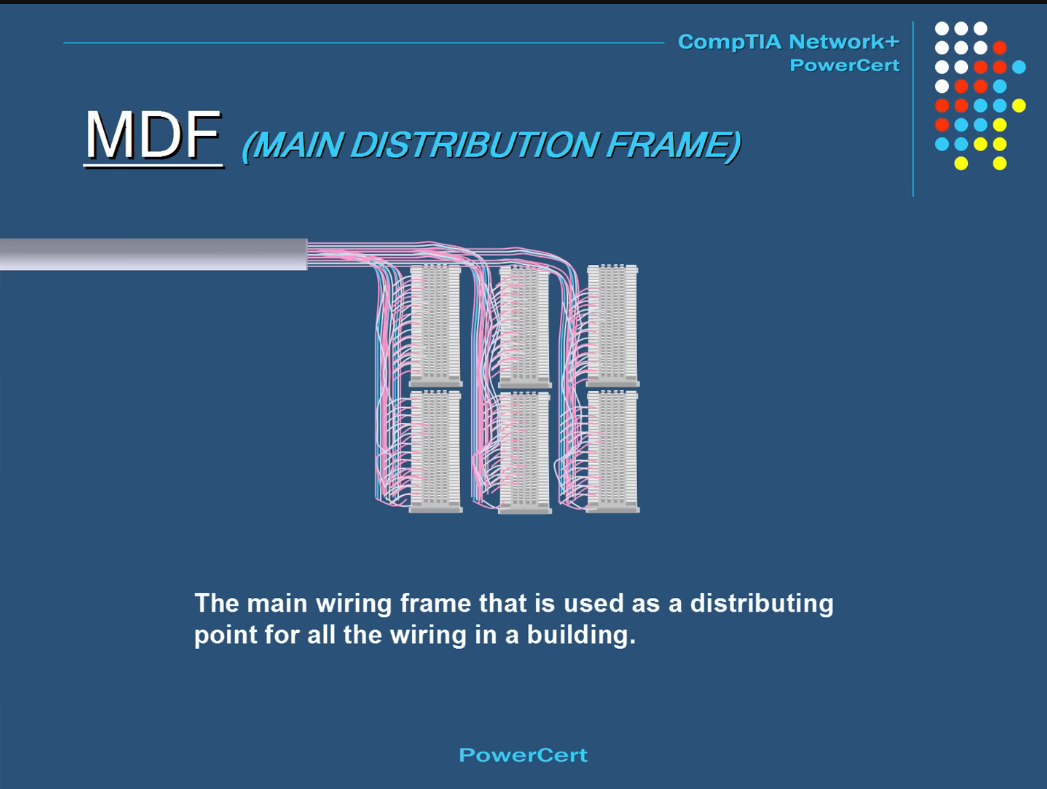 CompTIA Network+
PowerCert
MDF (MAIN DISTRIBUTION FRAME)
The main wiring frame that is used as a distributing
point for all the wiring in a building.
PowerCert